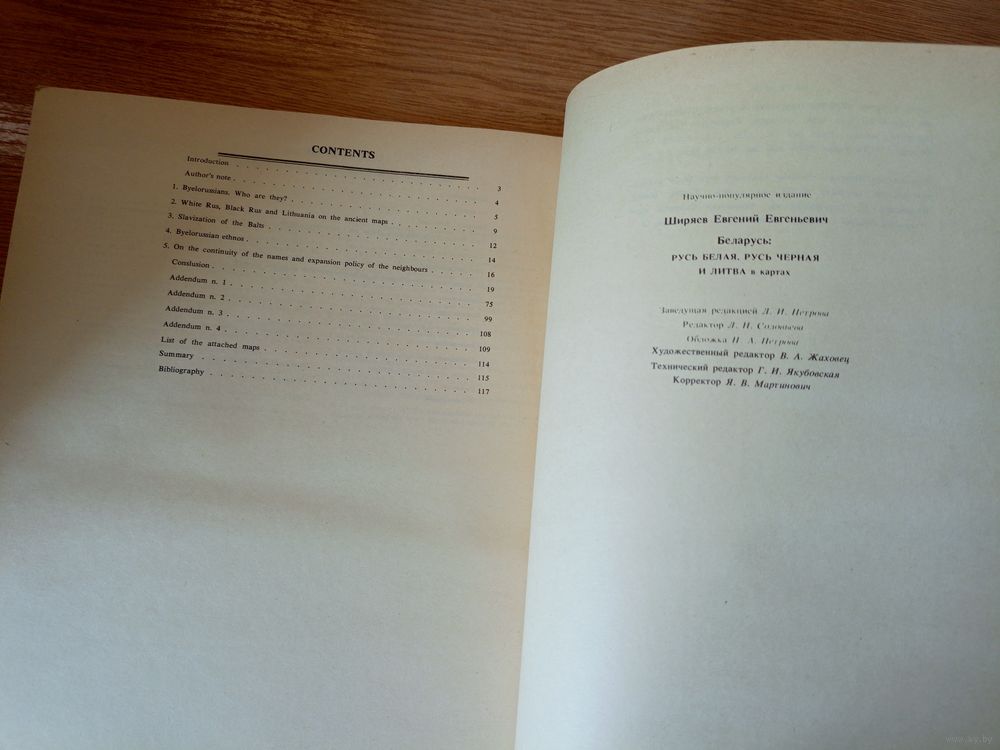 CONTENTS
Introduction . . . 3
Author's note . . . 4
1. Byelorussians. Who are they? . . . 5
2. White Rus, Black Rus and Lithuania on the ancient maps . . . 9
3. Slavization of the Balts . . . 12
4. Byelorussian ethnos . . . 14
5. On the continuity of the names and expansion policy of the neighbours . . . 16
Conslusion . . . 19
Addendum n. 1 . . . 75
Addendum n. 2 . . . 99
Addendum n. 3 . . . 108
Addendum n. 4 . . . 109
List of the attached maps . . . 114
Summary . . . 115
Bibliography . . . 117
Научно-популярное издание
Ширяев Евгений Евгеньевич
Беларусь:
РУСЬ БЕЛАЯ, РУСЬ ЧЕРНАЯ
И ЛИТВА в картах
Заведущая редакцией Л. И. Петрова
Редактор Л. Н. Соловьева
Обложка Петрова
Художественный редактор В. А. Жаховец
Технический редактор Г. И. Якубовская
Корректор Я. В. Мартинович
www.ay.by